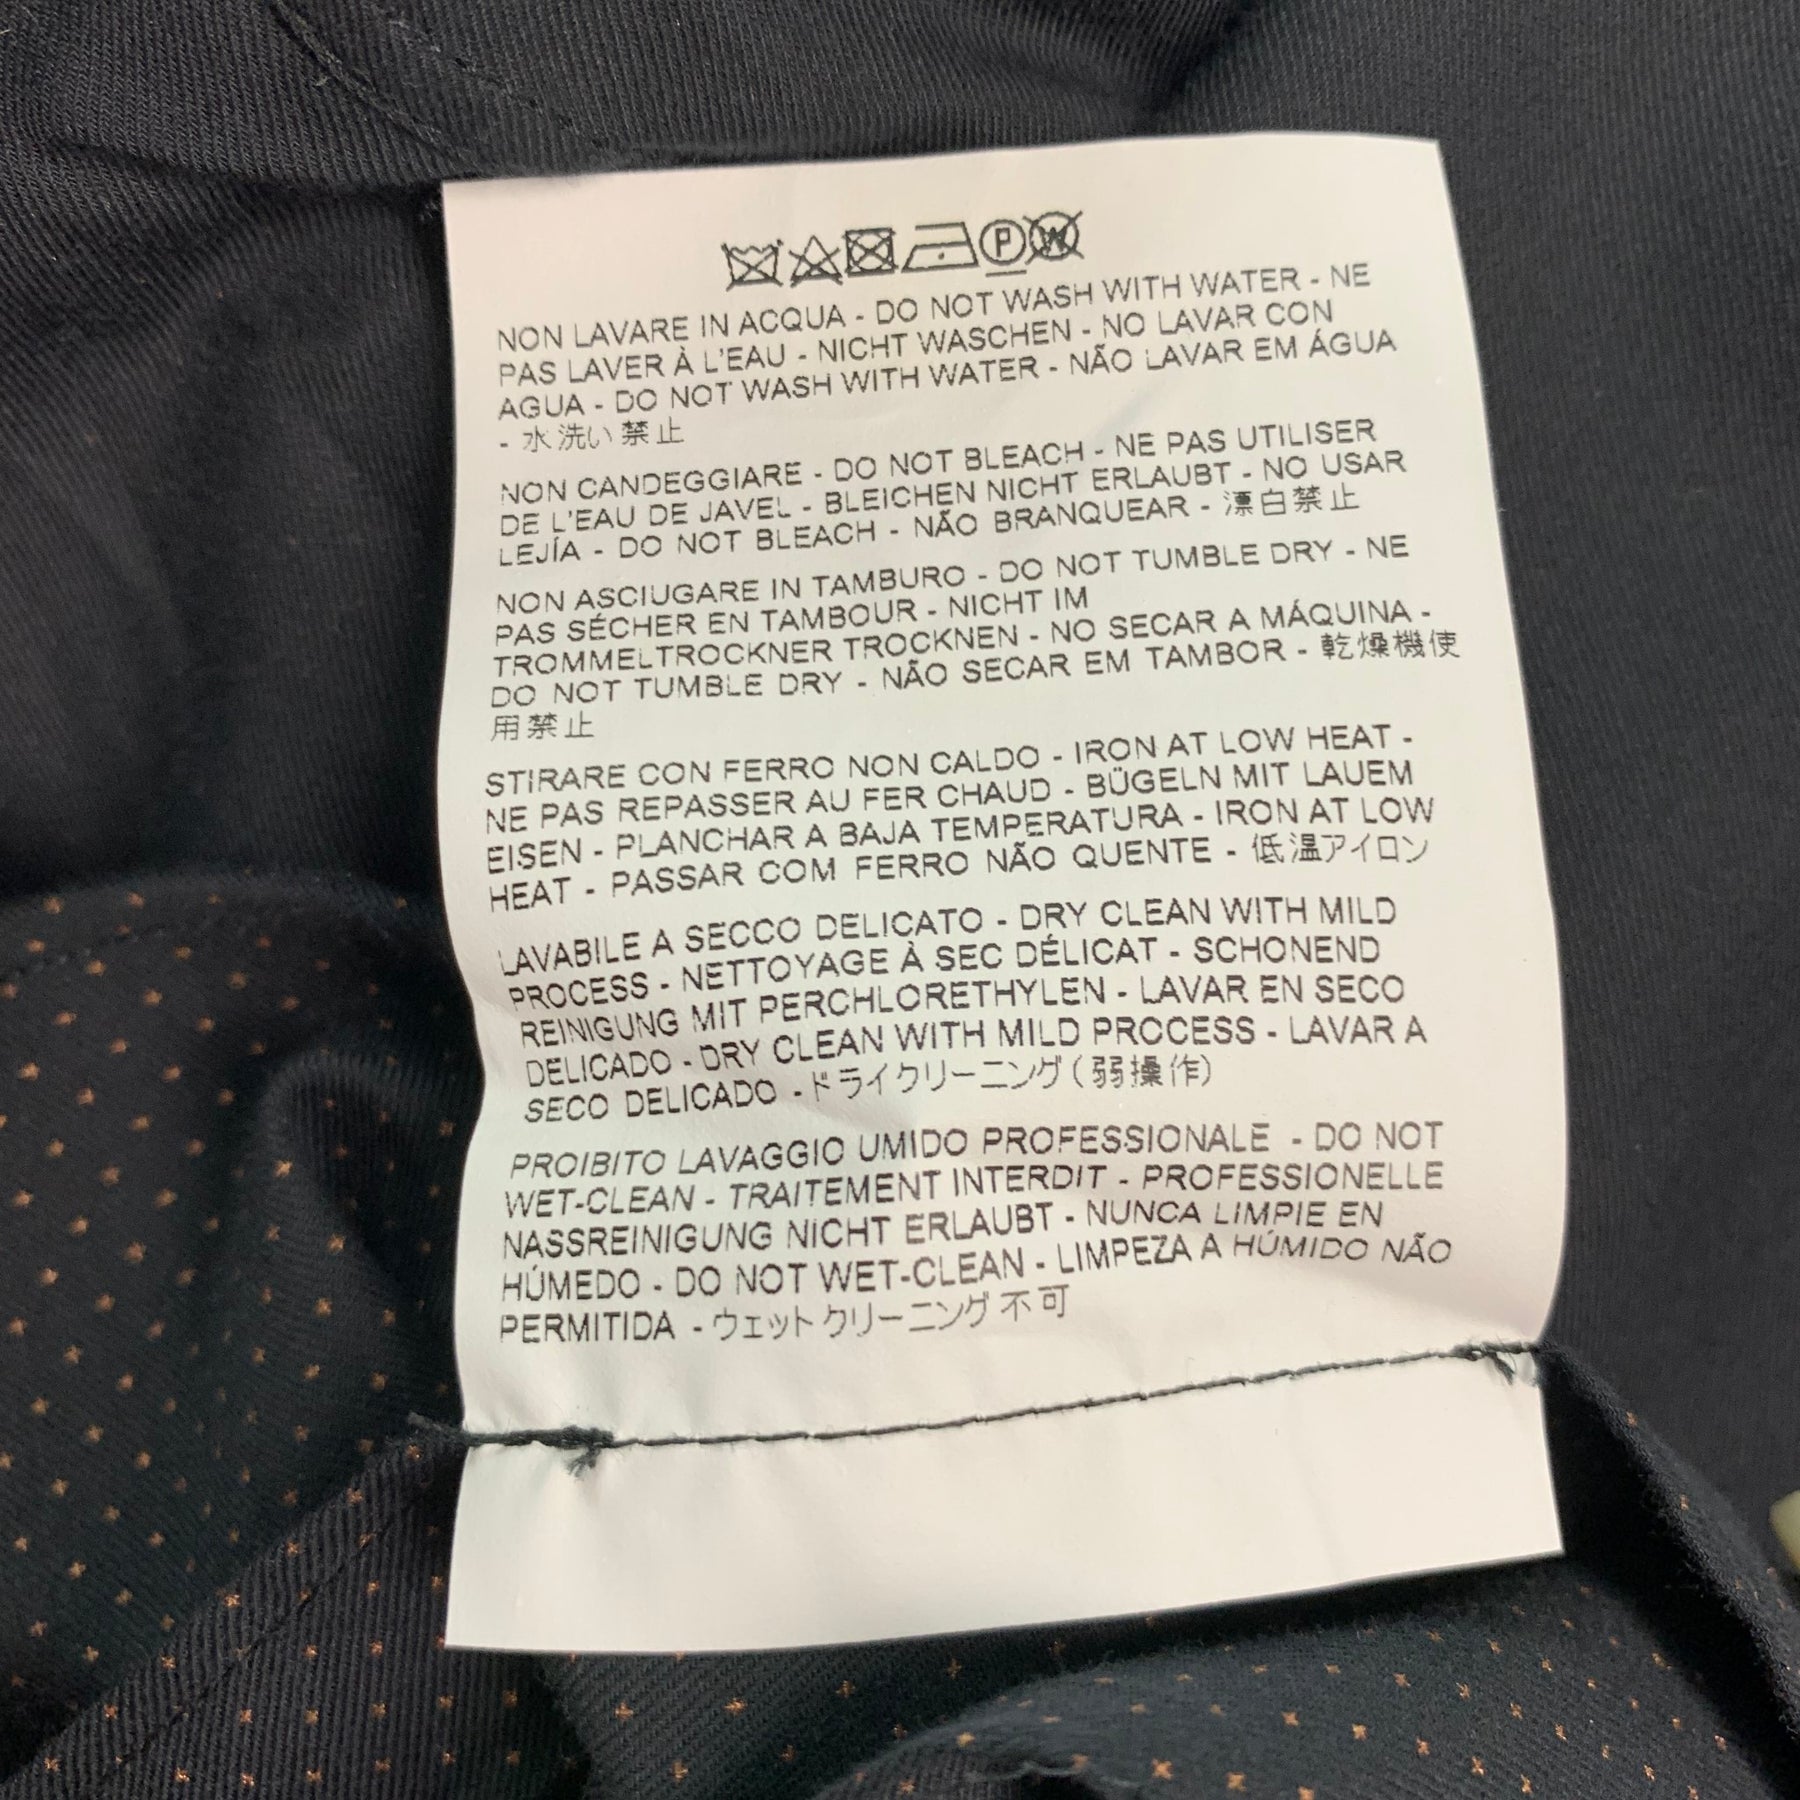 P W
NON LAVARE IN ACQUA - DO NOT WASH WITH WATER - NE
PAS LAVER À L'EAU - NICHT WASCHEN - NO LAVAR CON
AGUA - DO NOT WASH WITH WATER - NÃO LAVAR EM ÁGUA
- 水洗い禁止
NON CANDEGGIARE - DO NOT BLEACH - NE PAS UTILISER
DE L'EAU DE JAVEL - BLEICHEN NICHT ERLAUBT - NO USAR
LEJÍA - DO NOT BLEACH - NÃO BRANQUEAR - 漂白禁止
NON ASCIUGARE IN TAMBURO - DO NOT TUMBLE DRY - NE
PAS SÉCHER EN TAMBOUR - NICHT IM
TROMMELTROCKNER TROCKNEN - NO SECAR A MÁQUINA -
DO NOT TUMBLE DRY - NÃO SECAR EM TAMBOR - 乾燥機使
用禁止
STIRARE CON FERRO NON CALDO - IRON AT LOW HEAT -
NE PAS REPASSER AU FER CHAUD - BÜGELN MIT LAUEM
EISEN - PLANCHAR A BAJA TEMPERATURA - IRON AT LOW
HEAT - PASSAR COM FERRO NÃO QUENTE - 低温アイロン
LAVABILE A SECCO DELICATO - DRY CLEAN WITH MILD
PROCESS - NETTOYAGE À SEC DÉLICAT - SCHONEND
REINIGUNG MIT PERCHLORETHYLEN - LAVAR EN SECO
DELICADO - DRY CLEAN WITH MILD PROCESS - LAVAR A
SECO DELICADO - ドライクリーニング(弱操作)
PROIBITO LAVAGGIO UMIDO PROFESSIONALE - DO NOT
WET-CLEAN - TRAITEMENT INTERDIT - PROFESSIONELLE
NASSREINIGUNG NICHT ERLAUBT - NUNCA LIMPIE EN
HÚMEDO - DO NOT WET-CLEAN - LIMPEZA A HÚMIDO NÃO
PERMITIDA - ウェットクリーニング不可